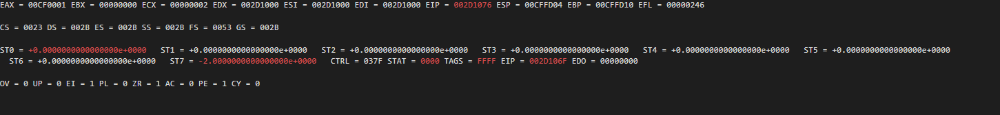 EAX = 00CF0001 EBX = 00000000 ECX = 00000002 EDX = 002D1000 ESI = 002D1000 EDI = 002D1000 EIP = 002D1076 ESP = 00CFFD04 EBP = 00CFFD10 EFL = 00000246
CS = 0023 DS = 002B ES = 002B SS = 002B FS = 0053 GS = 002B
ST0 = +0.0000000000000000e+0000 ST1 = +0.0000000000000000e+0000 ST2 = +0.0000000000000000e+0000 ST3 = +0.0000000000000000e+0000 ST4 = +0.0000000000000000e+0000 ST5 = +0.0000000000000000e+0000
ST6 = +0.0000000000000000e+0000 ST7 = -2.0000000000000000e+0000 CTRL = 037F STAT = 0000 TAGS = FFFF EIP = 002D106F EDO = 00000000
OV = 0 UP = 0 EI = 1 PL = 0 ZR = 1 AC = 0 PE = 1 CY = 0